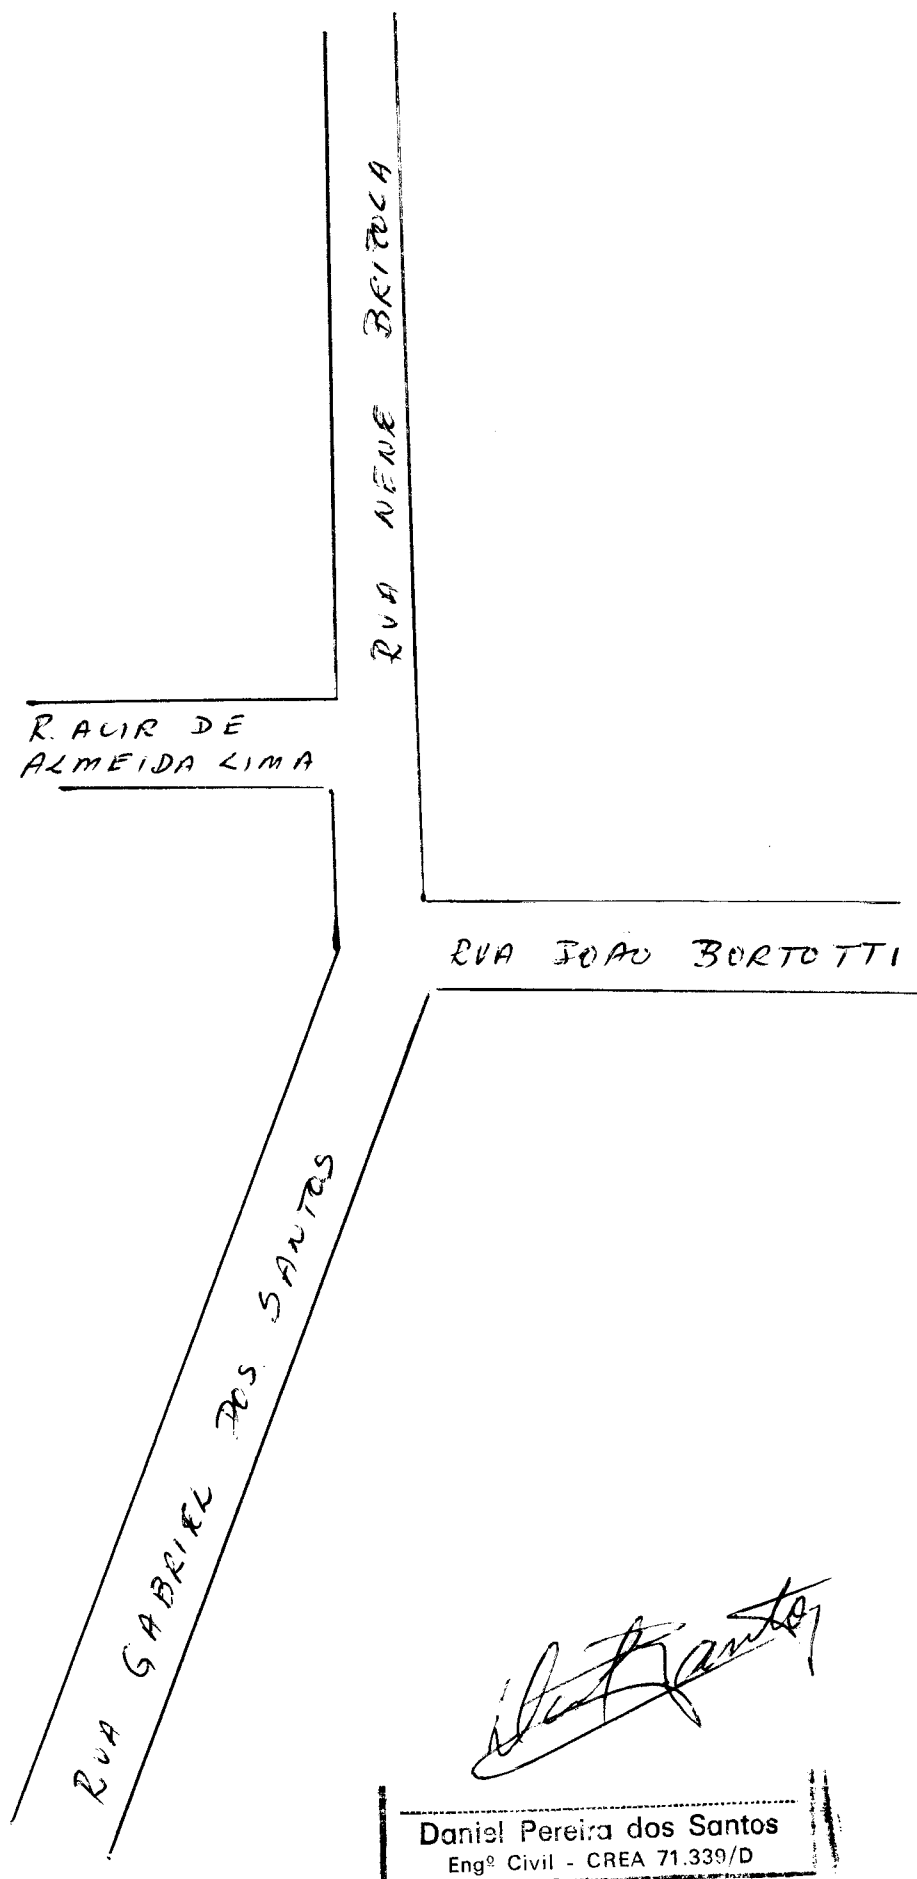 RUA NENE BRITOLA
R. ALIR DE
ALMEIDA LIMA
RUA JOAO BORTOTTI
RUA GABRIEL DOS SANTOS
Daniel Pereira dos Santos
Engº Civil - CREA 71.339/D